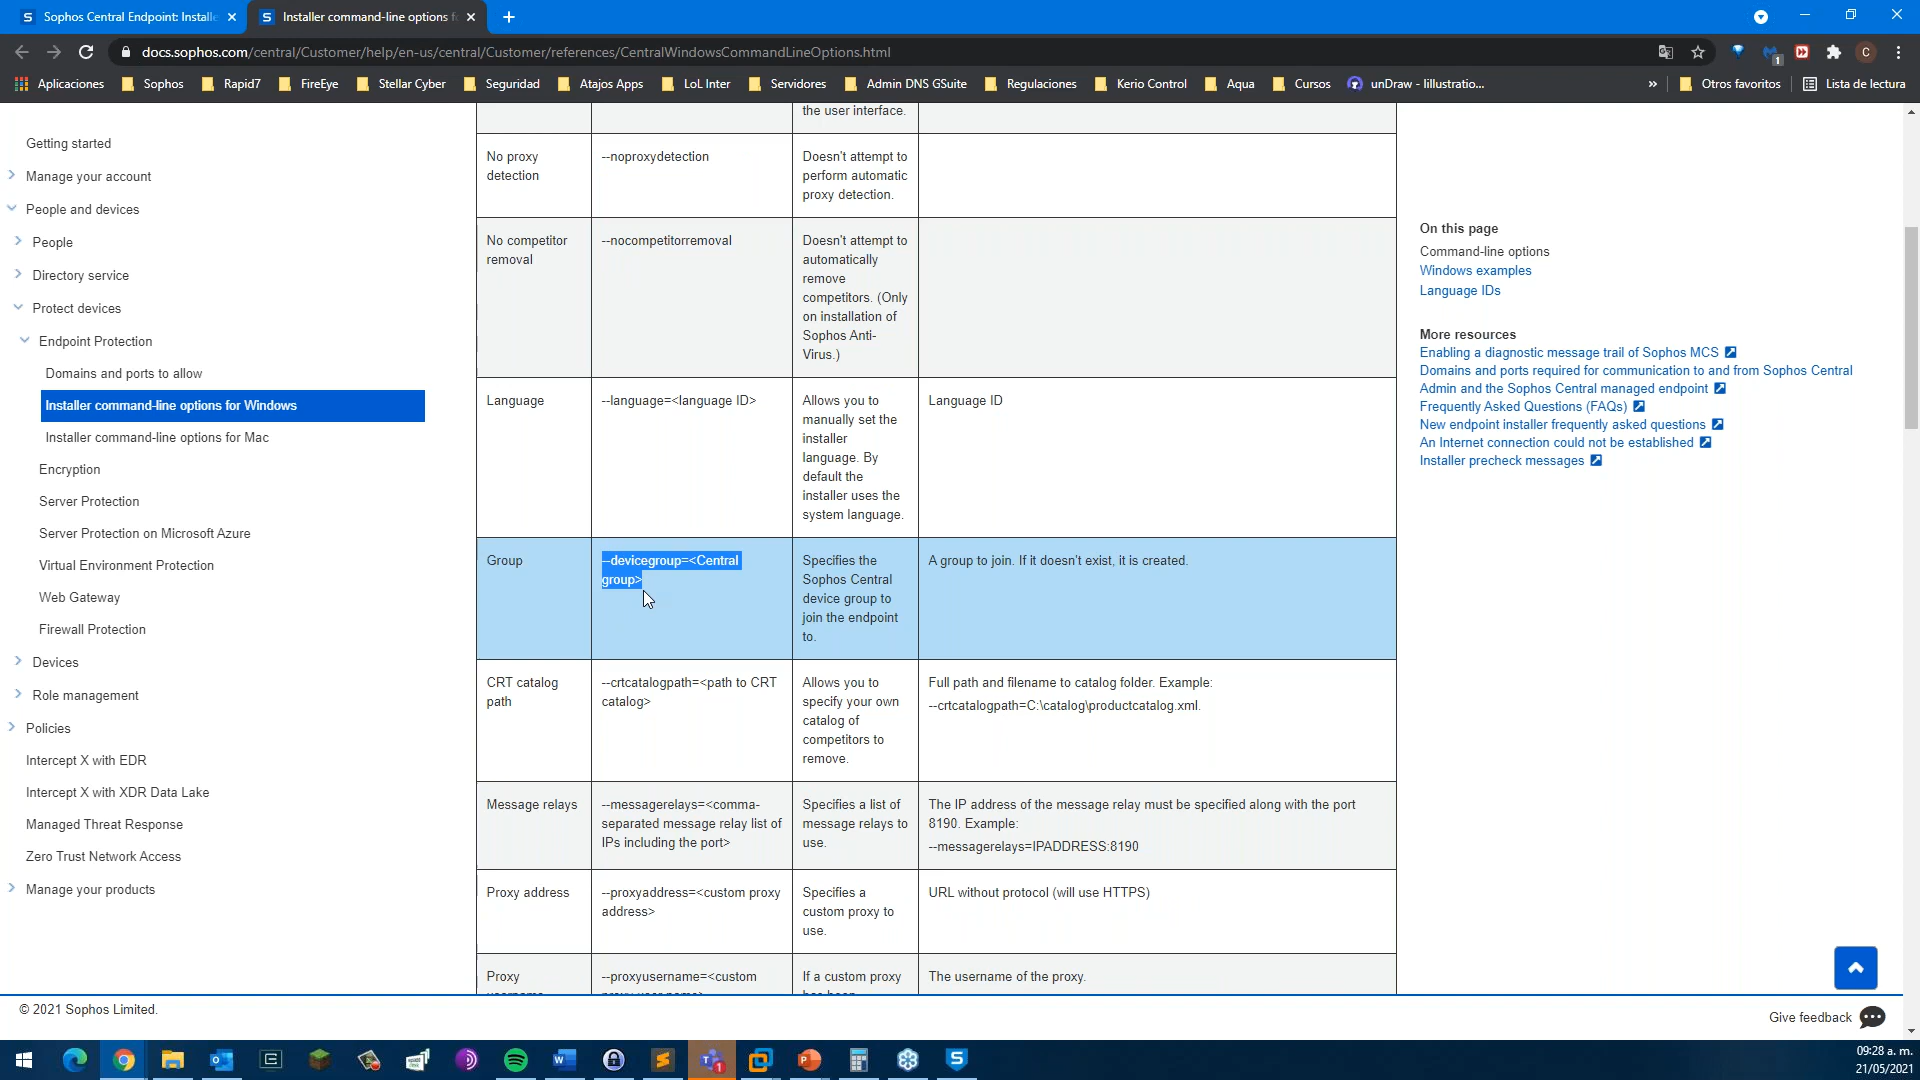 Sophos Central Endpoint: Installe
Installer command-line options f
docs.sophos.com/central/Customer/help/en-us/central/Customer/references/CentralWindowsCommandLineOptions.html
C
1
Aplicaciones
Sophos
Rapid7
FireEye
Stellar Cyber
Seguridad
Atajos Apps
LoL Inter
Servidores
Admin DNS GSuite
Regulaciones
Kerio Control
Aqua
Cursos
unDraw - Iillustratio...
»
Otros favoritos
Lista de lectura
Getting started
Manage your account
People and devices
People
Directory service
Protect devices
Endpoint Protection
Domains and ports to allow
Installer command-line options for Windows
Installer command-line options for Mac
Encryption
Server Protection
Server Protection on Microsoft Azure
Virtual Environment Protection
Web Gateway
Firewall Protection
Devices
Role management
Policies
Intercept X with EDR
Intercept X with XDR Data Lake
Managed Threat Response
Zero Trust Network Access
Manage your products
the user interface.
No proxy
detection
--noproxydetection
Doesn't attempt to
perform automatic
proxy detection.
No competitor
removal
--nocompetitorremoval
Doesn't attempt to
automatically
remove
competitors. (Only
on installation of
Sophos Anti-
Virus.)
Language
--language=<language ID>
Allows you to
manually set the
installer
language. By
default the
installer uses the
system language.
Language ID
Group
--devicegroup=<Central
group>
Specifies the
Sophos Central
device group to
join the endpoint
to.
A group to join. If it doesn't exist, it is created.
CRT catalog
path
--crtcatalogpath=<path to CRT
catalog>
Allows you to
specify your own
catalog of
competitors to
remove.
Full path and filename to catalog folder. Example:
--crtcatalogpath=C:\catalog\productcatalog.xml.
Message relays
--messagerelays=<comma-
separated message relay list of
IPs including the port>
Specifies a list of
message relays to
use.
The IP address of the message relay must be specified along with the port
8190. Example:
--messagerelays=IPADDRESS:8190
Proxy address
--proxyaddress=<custom proxy
address>
Specifies a
custom proxy to
use.
URL without protocol (will use HTTPS)
Proxy
--proxyusername=<custom
If a custom proxy
The username of the proxy.
On this page
Command-line options
Windows examples
Language IDs
More resources
Enabling a diagnostic message trail of Sophos MCS
Domains and ports required for communication to and from Sophos Central
Admin and the Sophos Central managed endpoint
Frequently Asked Questions (FAQs)
New endpoint installer frequently asked questions
An Internet connection could not be established
Installer precheck messages
© 2021 Sophos Limited.
Give feedback
09:28 a. m.
21/05/2021